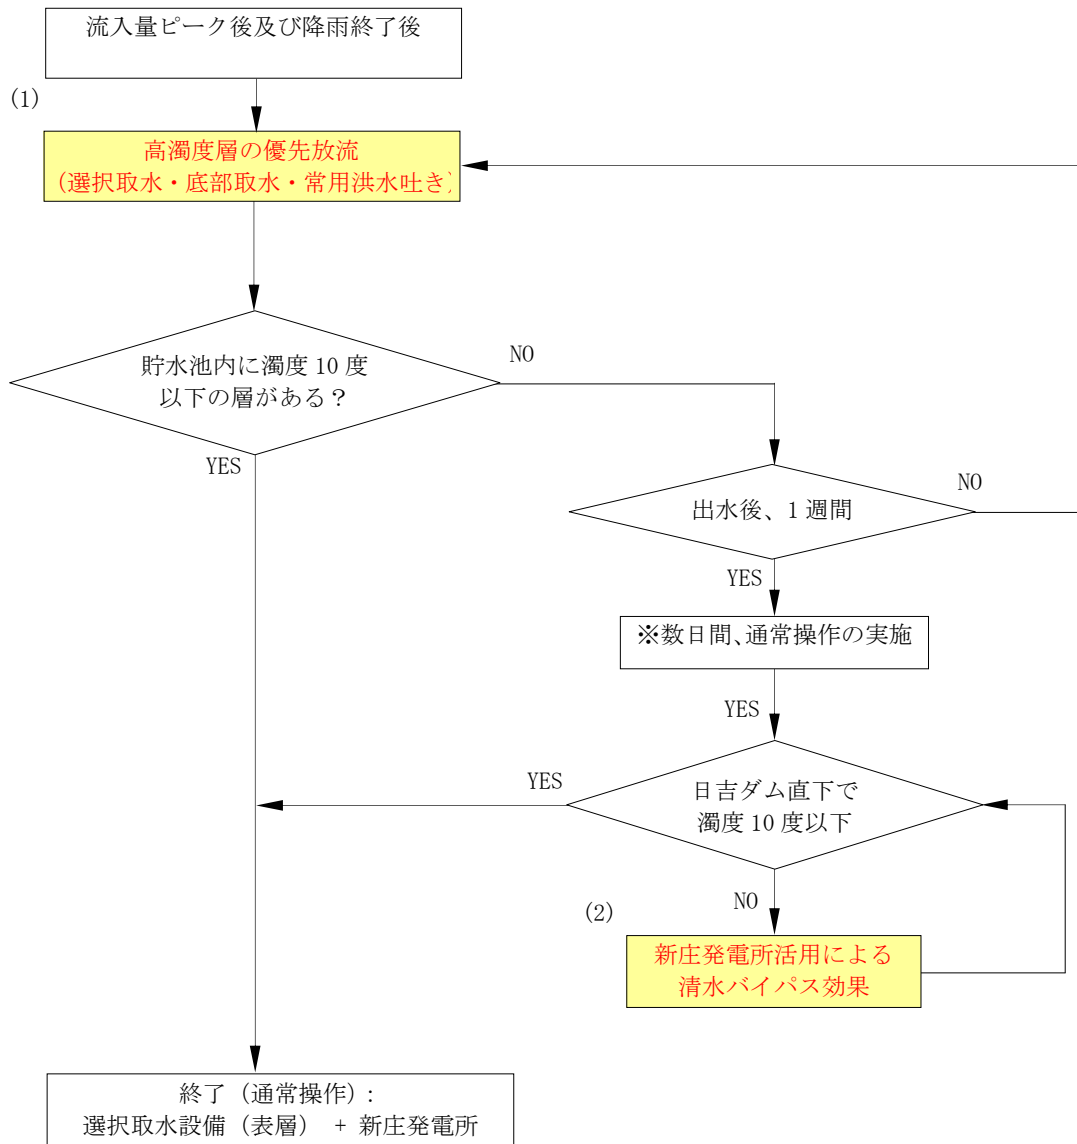 流入量ピーク後及び降雨終了後
(1)
高濁度層の優先放流
(選択取水・底部取水・常用洪水吐き)
貯水池内に濁度 10 度
以下の層がある?
NO
YES
出水後、1 週間
NO
YES
※数日間、通常操作の実施
YES
日吉ダム直下で
濁度 10 度以下
YES
NO
(2)
新庄発電所活用による
清水バイパス効果
終了（通常操作）:
選択取水設備（表層） + 新庄発電所